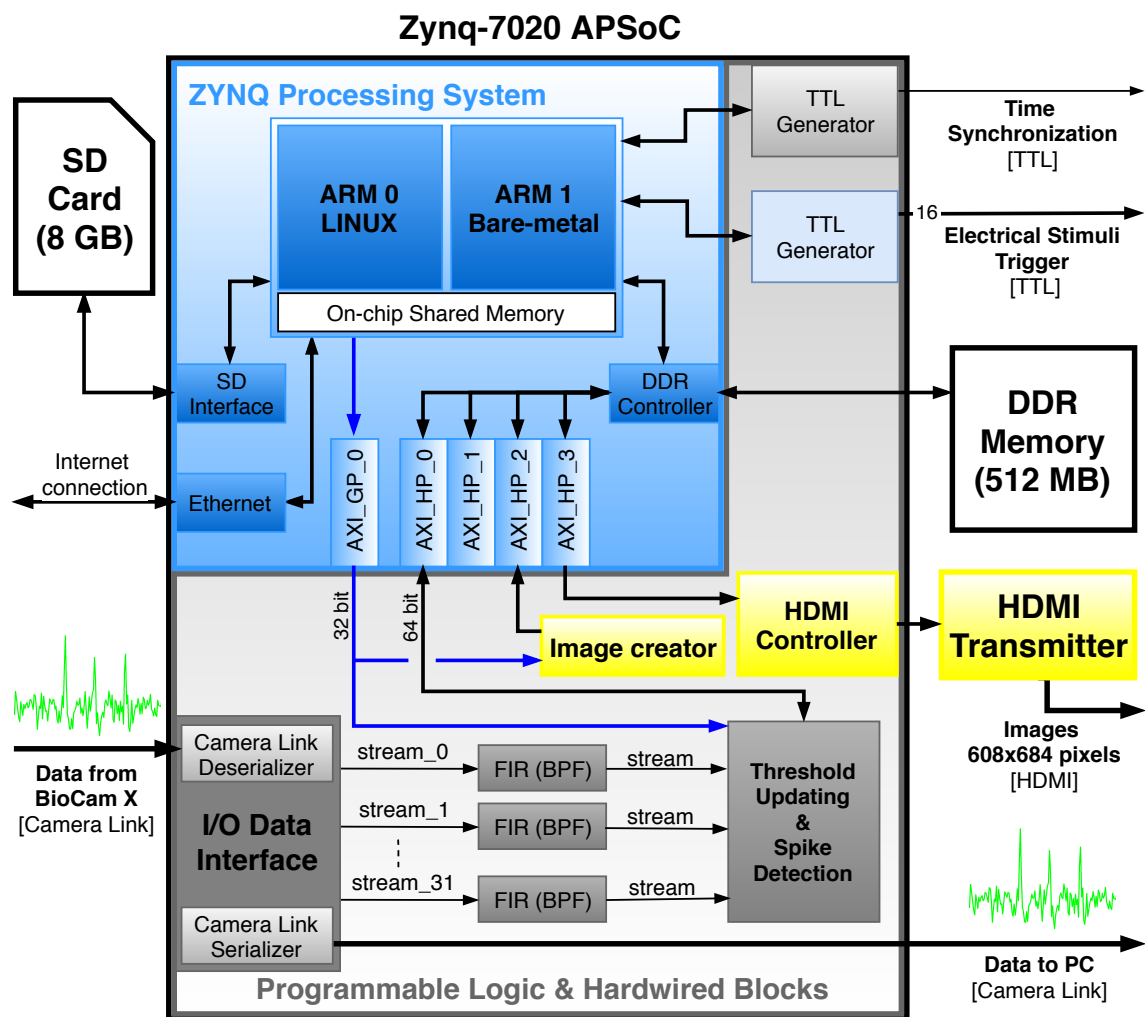 Zynq-7020 APSoC
ZYNQ Processing System
SD
Card
(8 GB)
ARM 0
LINUX
ARM 1
Bare-metal
On-chip Shared Memory
TTL
Generator
Time
Synchronization
[TTL]
TTL
Generator
16
Electrical Stimuli
Trigger
[TTL]
SD
Interface
DDR
Controller
DDR
Memory
(512 MB)
Internet
connection
Ethernet
AXI_GP_0
AXI_HP_0
AXI_HP_1
AXI_HP_2
AXI_HP_3
32 bit
64 bit
Image creator
HDMI
Controller
HDMI
Transmitter
Images
608x684 pixels
[HDMI]
Data from
BioCam X
[Camera Link]
Camera Link
Deserializer
I/O Data
Interface
Camera Link
Serializer
stream_0
FIR (BPF)
stream
stream_1
FIR (BPF)
stream
stream_31
FIR (BPF)
stream
Threshold
Updating
&
Spike
Detection
Data to PC
[Camera Link]
Programmable Logic & Hardwired Blocks